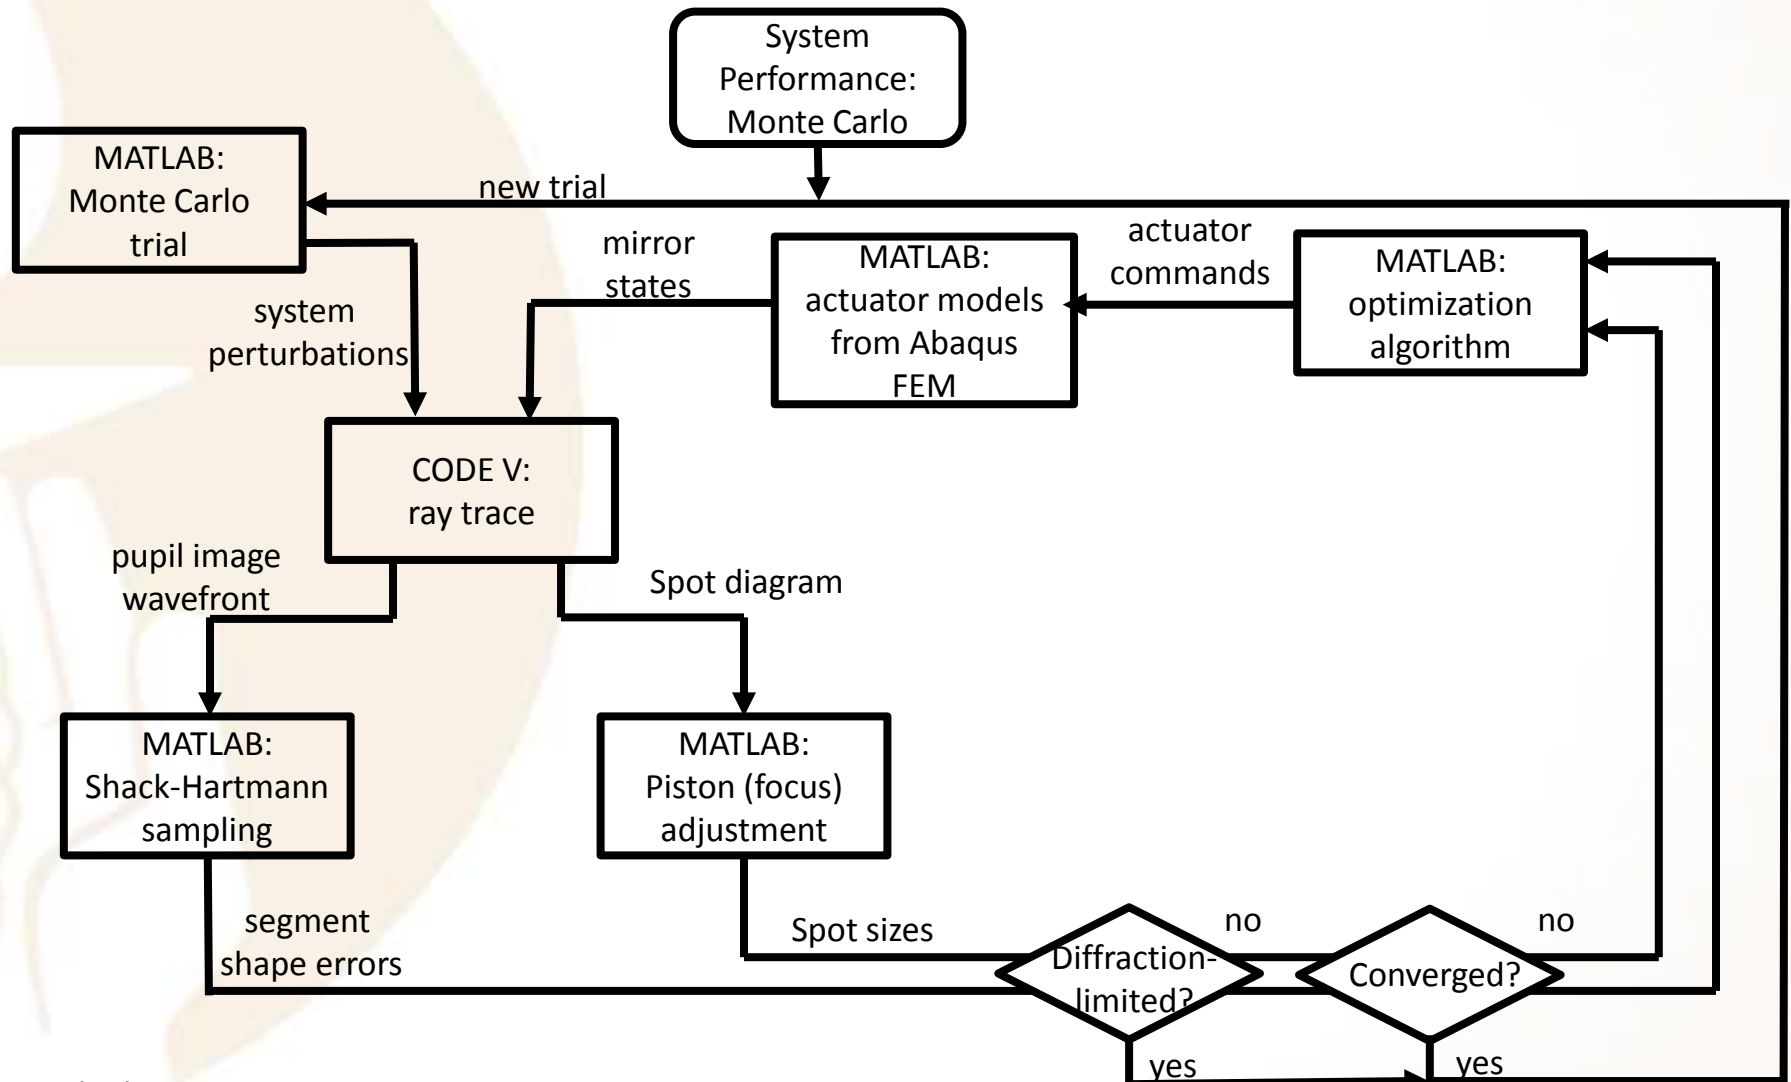 System
Performance:
Monte Carlo
MATLAB:
Monte Carlo
trial
new trial
mirror
states
MATLAB:
actuator models
from Abaqus
FEM
actuator
commands
MATLAB:
optimization
algorithm
system
perturbations
CODE V:
ray trace
pupil image
wavefront
Spot diagram
MATLAB:
Shack-Hartmann
sampling
MATLAB:
Piston (focus)
adjustment
segment
shape errors
Spot sizes
Diffraction-
limited?
no
Converged?
no
yes
yes